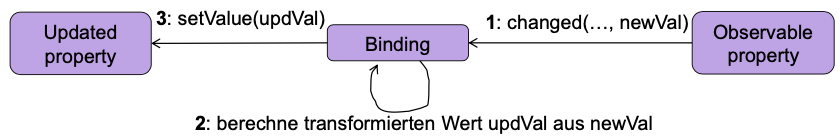 Updated
property
3: setValue(updVal)
Binding
1: changed(..., newVal)
Observable
property
2: berechne transformierten Wert updVal aus newVal